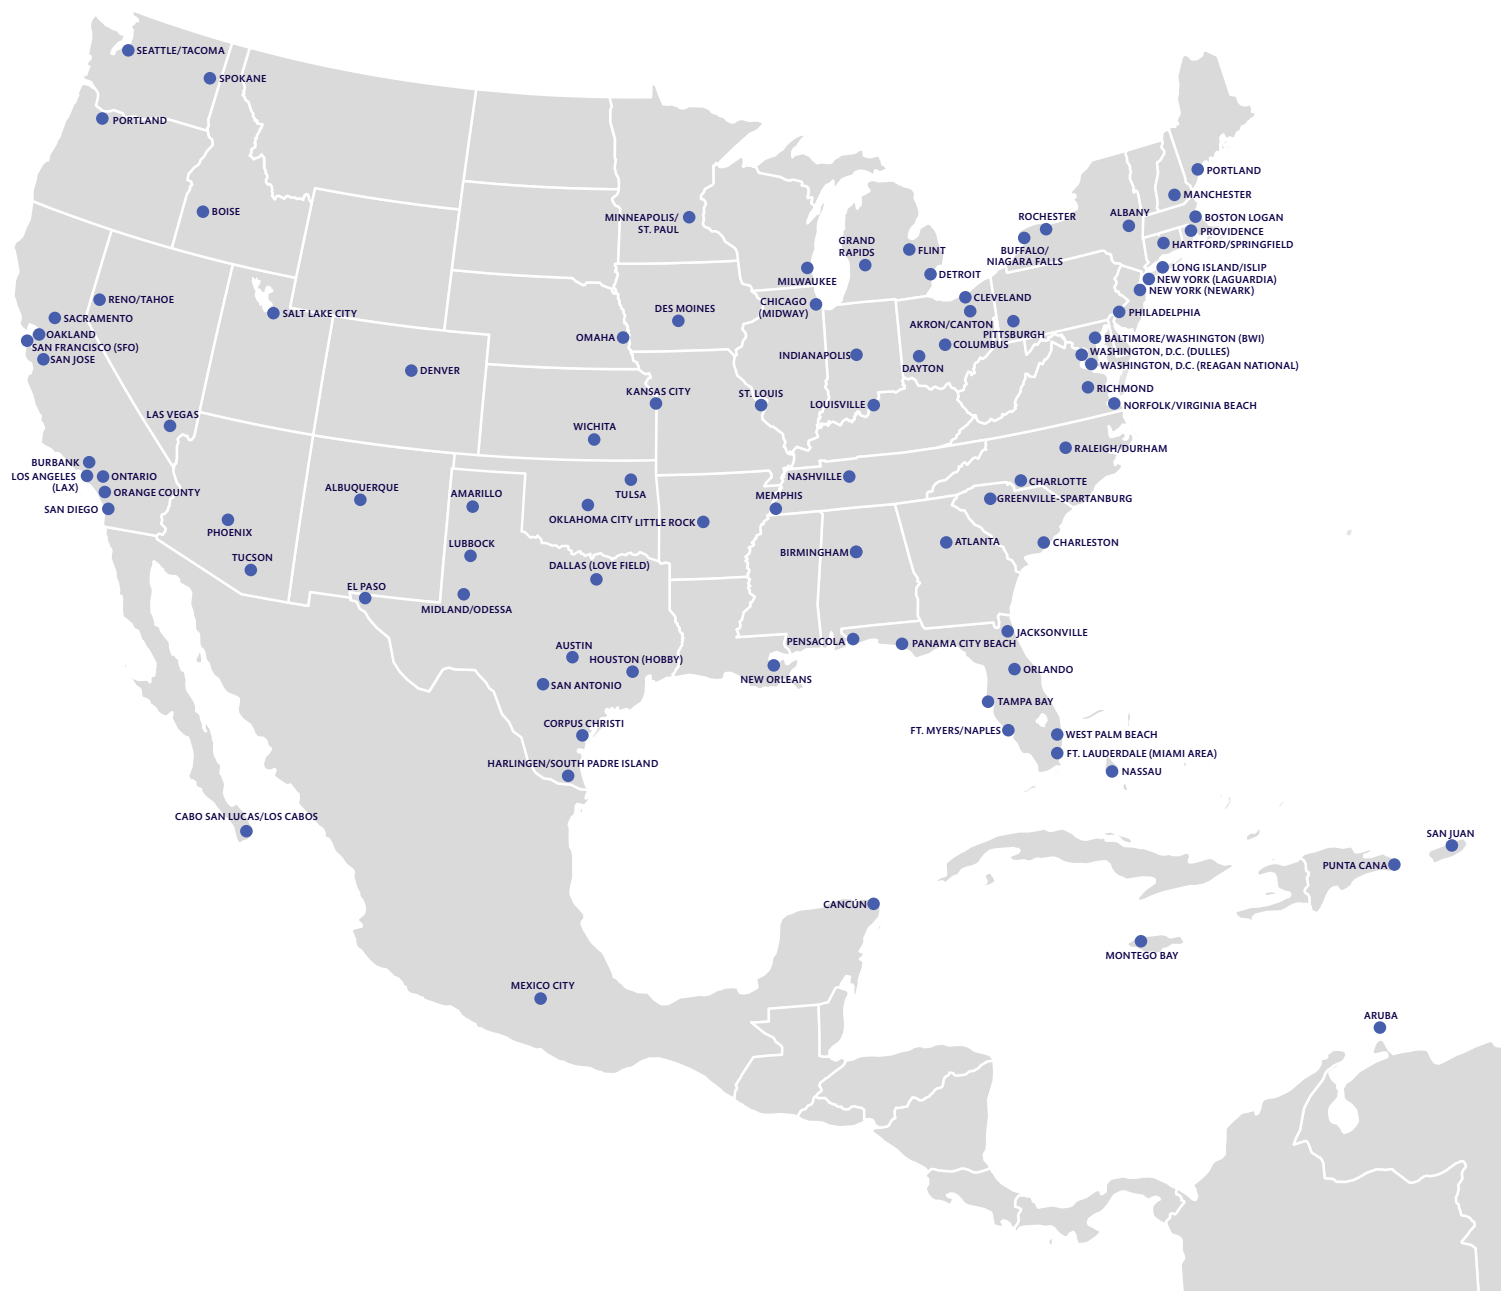 SEATTLE/TACOMA
SPOKANE
PORTLAND
BOISE
RENO/TAHOE
SACRAMENTO
OAKLAND
SAN FRANCISCO (SFO)
SAN JOSE
SALT LAKE CITY
DENVER
LAS VEGAS
BURBANK
LOS ANGELES
(LAX)
ONTARIO
ORANGE COUNTY
SAN DIEGO
PHOENIX
TUCSON
ALBUQUERQUE
EL PASO
AMARILLO
LUBBOCK
MIDLAND/ODESSA
MINNEAPOLIS/
ST. PAUL
DES MOINES
OMAHA
KANSAS CITY
ST. LOUIS
WICHITA
TULSA
OKLAHOMA CITY
LITTLE ROCK
DALLAS (LOVE FIELD)
AUSTIN
HOUSTON (HOBBY)
SAN ANTONIO
CORPUS CHRISTI
HARLINGEN/SOUTH PADRE ISLAND
MILWAUKEE
CHICAGO
(MIDWAY)
GRAND
RAPIDS
FLINT
DETROIT
CLEVELAND
AKRON/CANTON
PITTSBURGH
COLUMBUS
DAYTON
INDIANAPOLIS
LOUISVILLE
NASHVILLE
MEMPHIS
BIRMINGHAM
ATLANTA
NEW ORLEANS
PENSACOLA
PANAMA CITY BEACH
JACKSONVILLE
ORLANDO
TAMPA BAY
FT. MYERS/NAPLES
WEST PALM BEACH
FT. LAUDERDALE (MIAMI AREA)
NASSAU
ROCHESTER
BUFFALO/
NIAGARA FALLS
ALBANY
PORTLAND
MANCHESTER
BOSTON LOGAN
PROVIDENCE
HARTFORD/SPRINGFIELD
LONG ISLAND/ISLIP
NEW YORK (LAGUARDIA)
NEW YORK (NEWARK)
PHILADELPHIA
BALTIMORE/WASHINGTON (BWI)
WASHINGTON, D.C. (DULLES)
WASHINGTON, D.C. (REAGAN NATIONAL)
RICHMOND
NORFOLK/VIRGINIA BEACH
RALEIGH/DURHAM
CHARLOTTE
GREENVILLE-SPARTANBURG
CHARLESTON
CABO SAN LUCAS/LOS CABOS
MEXICO CITY
CANCÚN
MONTEGO BAY
PUNTA CANA
SAN JUAN
ARUBA